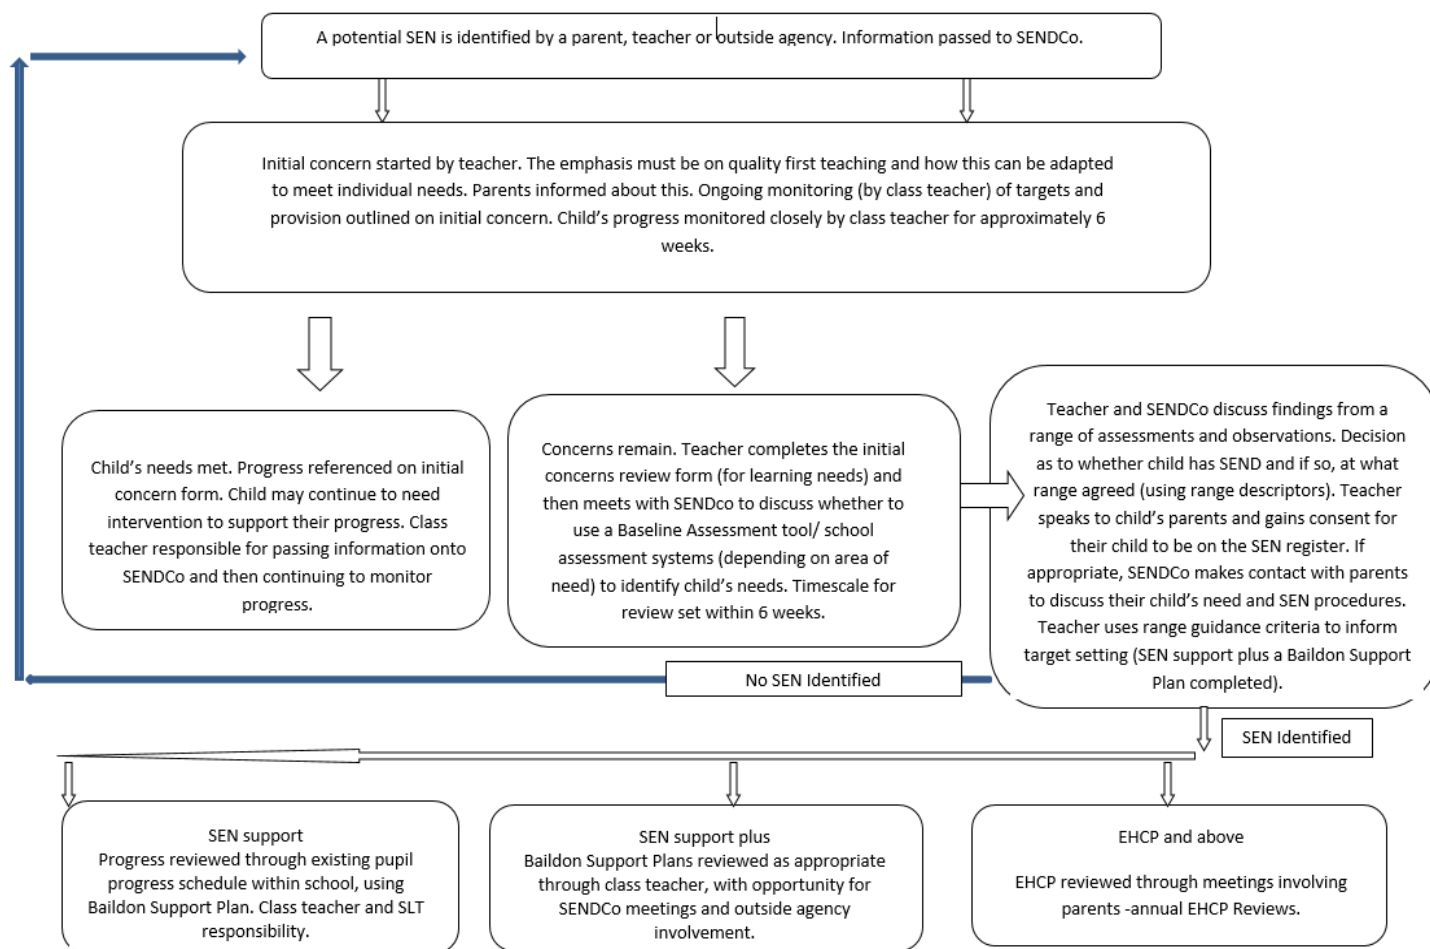 A potential SEN is identified by a parent, teacher or outside agency. Information passed to SENDCo.
Initial concern started by teacher. The emphasis must be on quality first teaching and how this can be adapted
to meet individual needs. Parents informed about this. Ongoing monitoring (by class teacher) of targets and
provision outlined on initial concern. Child's progress monitored closely by class teacher for approximately 6
weeks.
Child's needs met. Progress referenced on initial
concern form. Child may continue to need
intervention to support their progress. Class
teacher responsible for passing information onto
SENDCo and then continuing to monitor
progress.
Concerns remain. Teacher completes the initial
concerns review form (for learning needs) and
then meets with SENDco to discuss whether to
use a Baseline Assessment tool/ school
assessment systems (depending on area of
need) to identify child's needs. Timescale for
review set within 6 weeks.
Teacher and SENDCo discuss findings from a
range of assessments and observations. Decision
as to whether child has SEND and if so, at what
range agreed (using range descriptors). Teacher
speaks to child's parents and gains consent for
their child to be on the SEN register. If
appropriate, SENDCo makes contact with parents
to discuss their child's need and SEN procedures.
Teacher uses range guidance criteria to inform
target setting (SEN support plus a Baildon Support
Plan completed).
No SEN Identified
SEN Identified
SEN support
Progress reviewed through existing pupil
progress schedule within school, using
Baildon Support Plan. Class teacher and SLT
responsibility.
SEN support plus
Baildon Support Plans reviewed as appropriate
through class teacher, with opportunity for
SENDCo meetings and outside agency
involvement.
EHCP and above
EHCP reviewed through meetings involving
parents -annual EHCP Reviews.